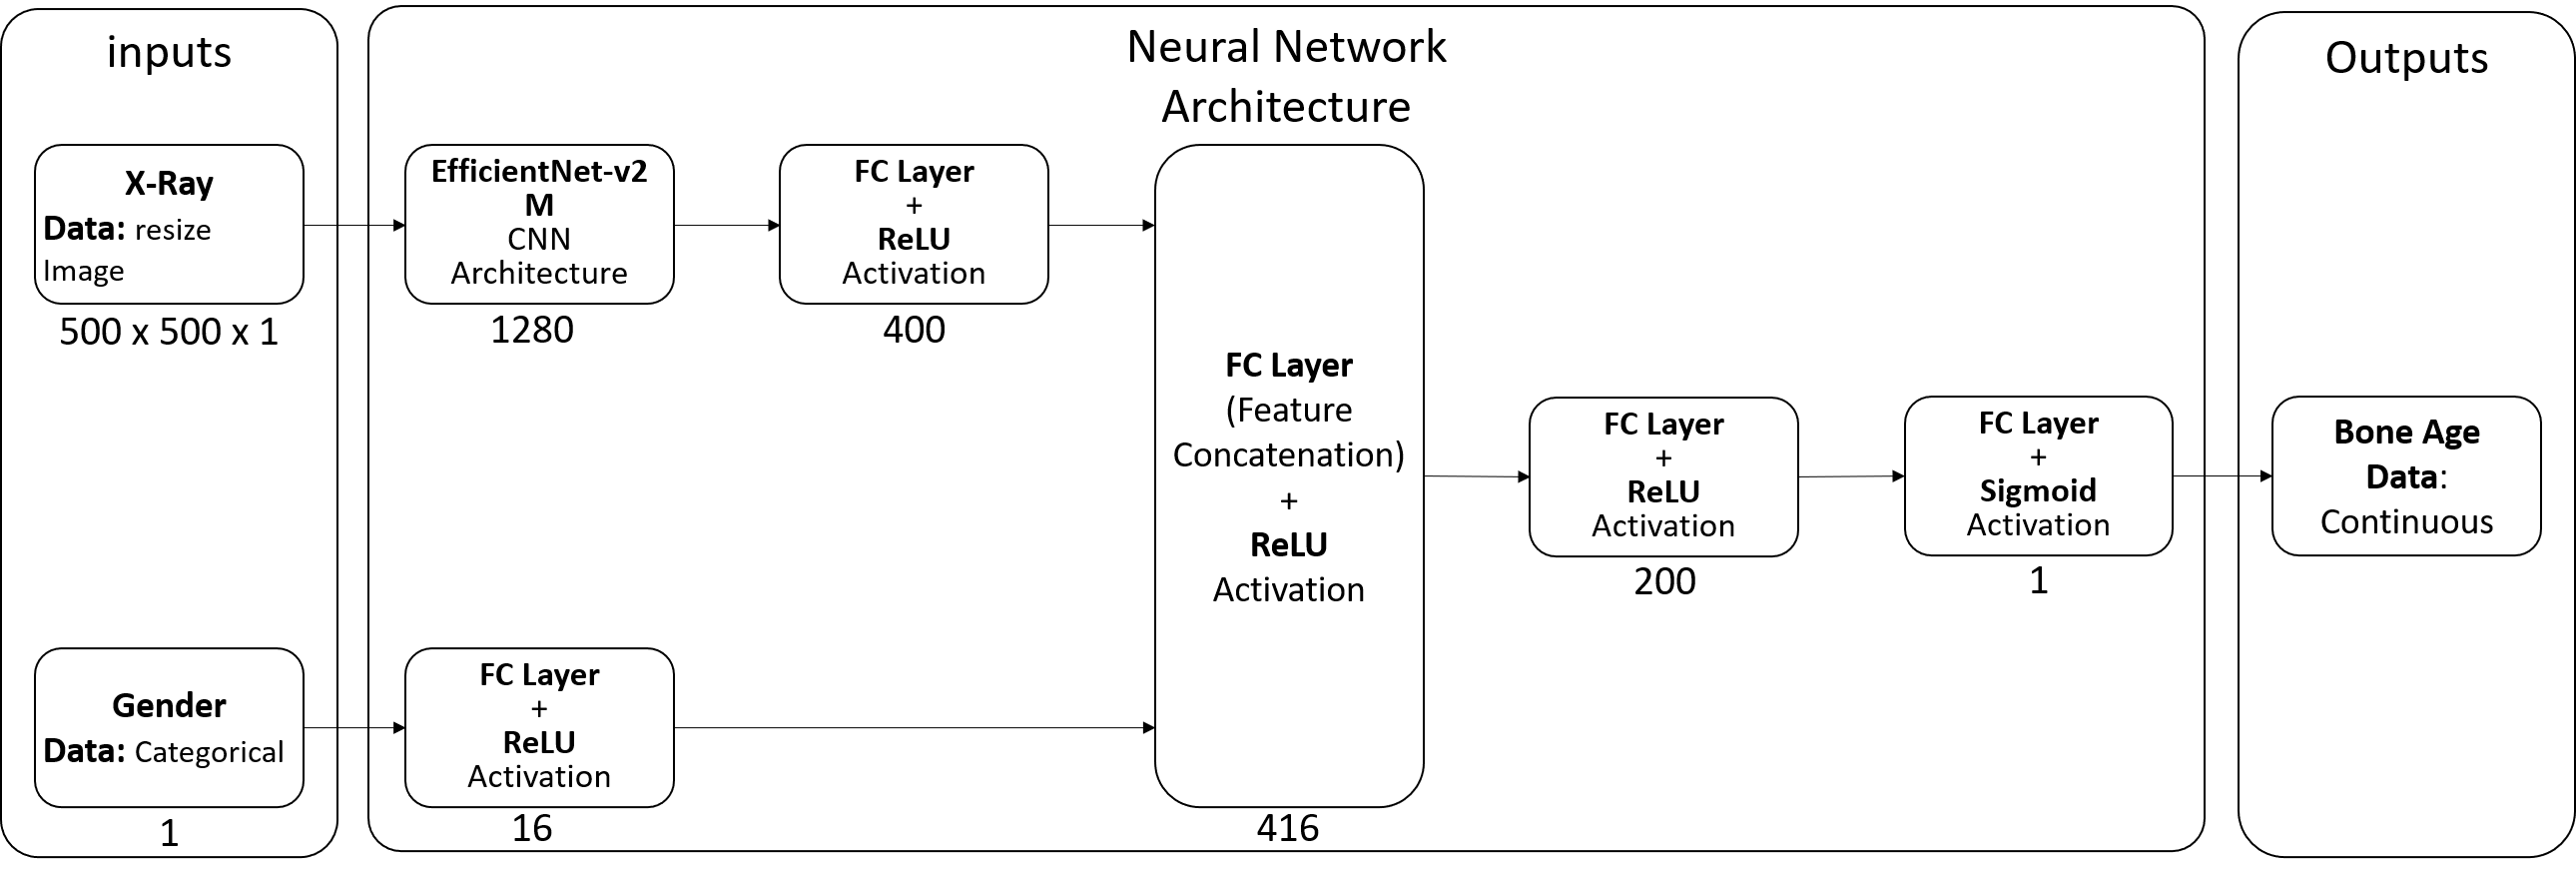 inputs
X-Ray
Data: resize
Image
500 x 500 x 1
Gender
Data: Categorical
1
Neural Network
Architecture
EfficientNet-v2
M
CNN
Architecture
1280
FC Layer
+
ReLU
Activation
400
FC Layer
+
ReLU
Activation
16
FC Layer
(Feature
Concatenation)
+
ReLU
Activation
416
FC Layer
+
ReLU
Activation
200
FC Layer
+
Sigmoid
Activation
1
Outputs
Bone Age
Data:
Continuous